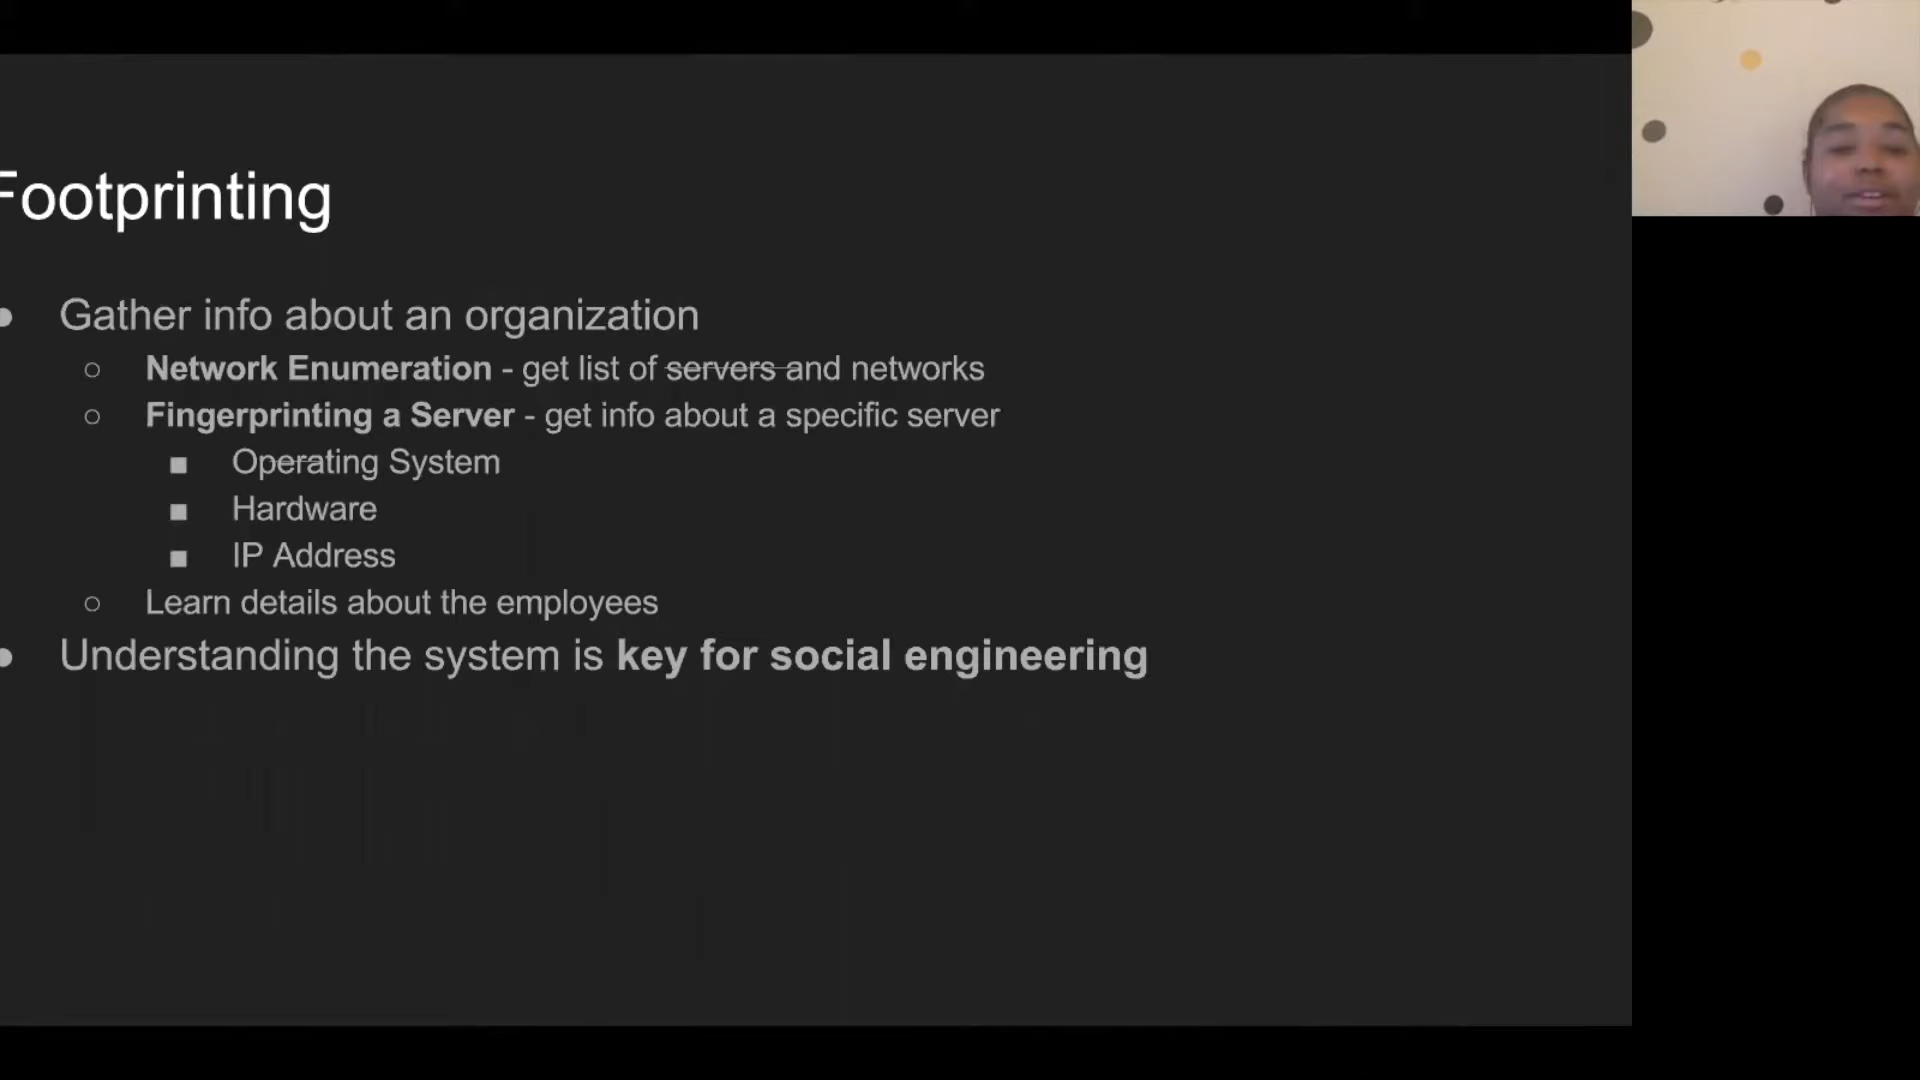 Footprinting
● Gather info about an organization
○ Network Enumeration - get list of servers and networks
○ Fingerprinting a Server - get info about a specific server
■ Operating System
■ Hardware
■ IP Address
○ Learn details about the employees
● Understanding the system is key for social engineering